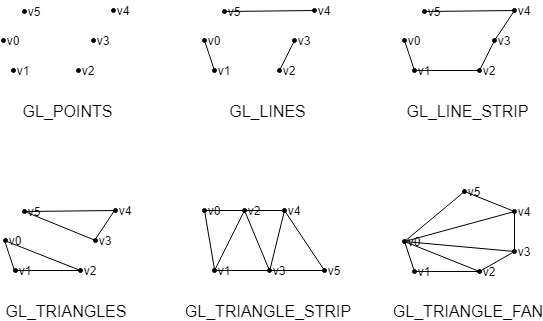 v5 v4
v0 v3
v1 v2
GL_POINTS
v5 v4
v0 v3
v1 v2
GL_LINES
v5 v4
v0 v3
v1 v2
GL_LINE_STRIP
v5 v4
v0 v3
v1 v2
GL_TRIANGLES
v0 v2 v4
v1 v3 v5
GL_TRIANGLE_STRIP
v5
v4
v0 v3
v1 v2
GL_TRIANGLE_FAN